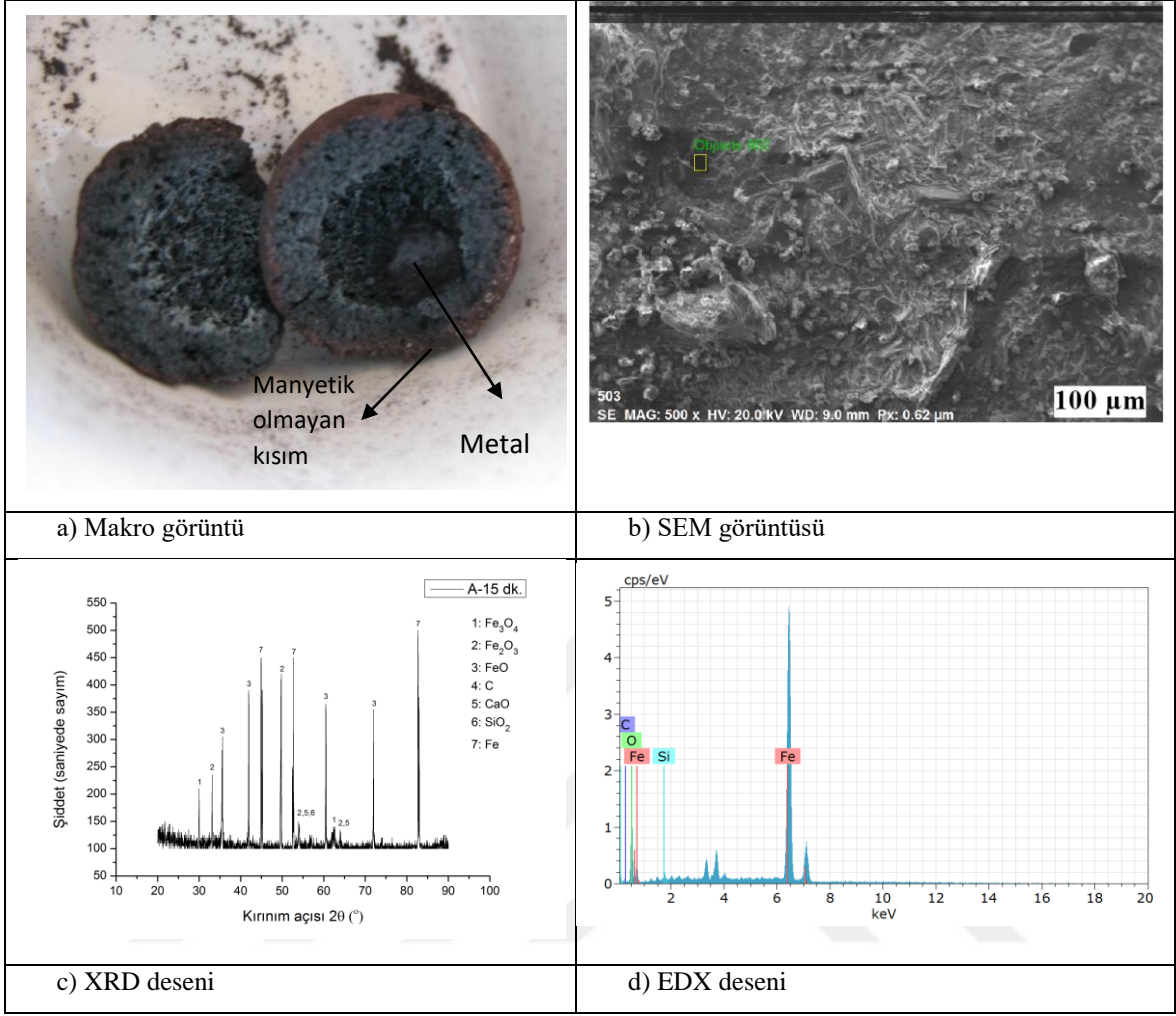 Manyetik
olmayan
kısım
Metal
503
SE MAG: 500 x HV: 20.0 kV WD: 9.0 mm Px: 0.62 µm
100 µm
a) Makro görüntü
b) SEM görüntüsü
A-15 dk.
1: Fe3O4
2: Fe2O3
3: FeO
4: C
5: CaO
6: SiO2
7: Fe
Şiddet (saniyede sayım)
550
500
450
400
350
300
250
200
150
100
50
1
2
3
3
7
2
7
2,5,6
3
1
2,5
3
7
10 20 30 40 50 60 70 80 90 100
Kırınım açısı 2θ (°)
cps/eV
5
4
3
2
1
0
C
O
Fe
Si
Fe
2 4 6 8 10 12 14 16 18 20
keV
c) XRD deseni
d) EDX deseni